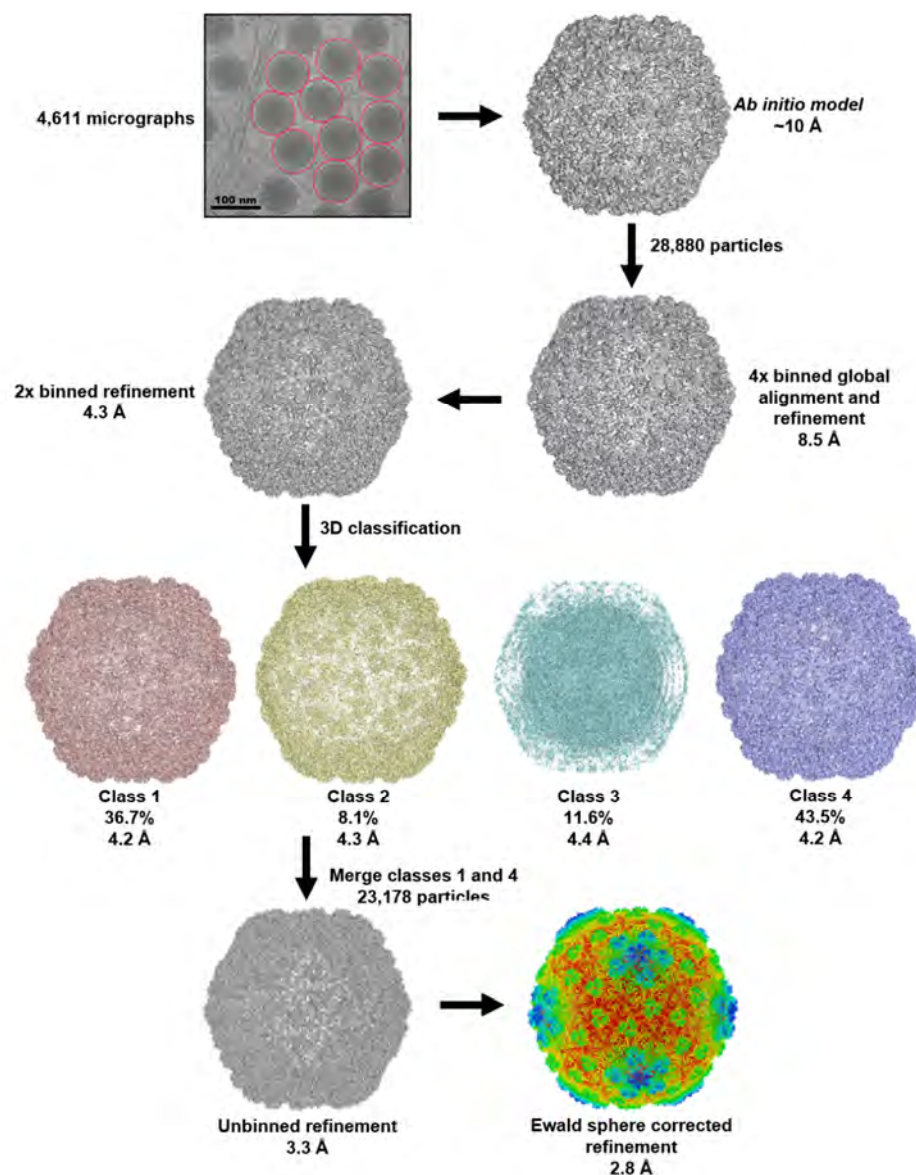 4,611 micrographs
100 nm
Ab initio model
~10 Å
28,880 particles
2x binned refinement
4.3 Å
4x binned global
alignment and
refinement
8.5 Å
3D classification
Class 1
36.7%
4.2 Å
Class 2
8.1%
4.3 Å
Class 3
11.6%
4.4 Å
Class 4
43.5%
4.2 Å
Merge classes 1 and 4
23,178 particles
Unbinned refinement
3.3 Å
Ewald sphere corrected
refinement
2.8 Å